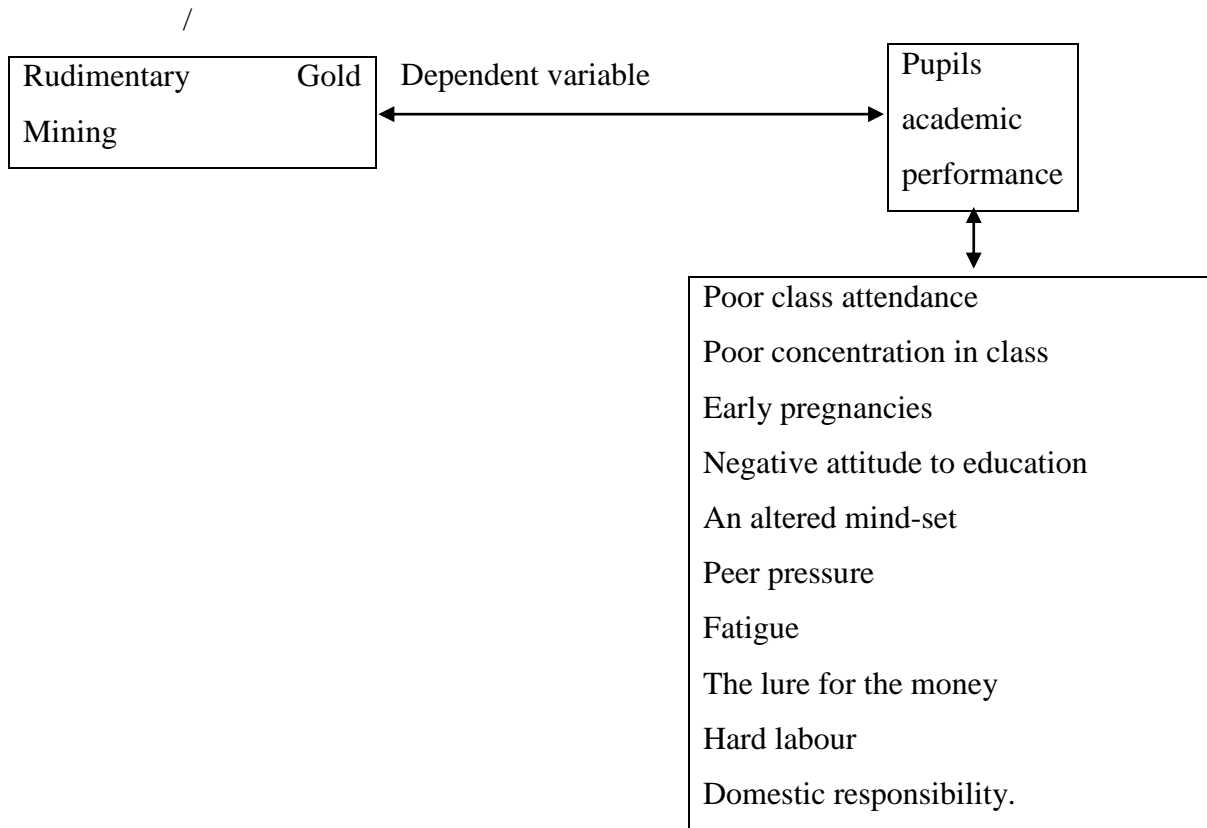 /
Rudimentary Gold
Mining
Dependent variable
Pupils
academic
performance
Poor class attendance
Poor concentration in class
Early pregnancies
Negative attitude to education
An altered mind-set
Peer pressure
Fatigue
The lure for the money
Hard labour
Domestic responsibility.